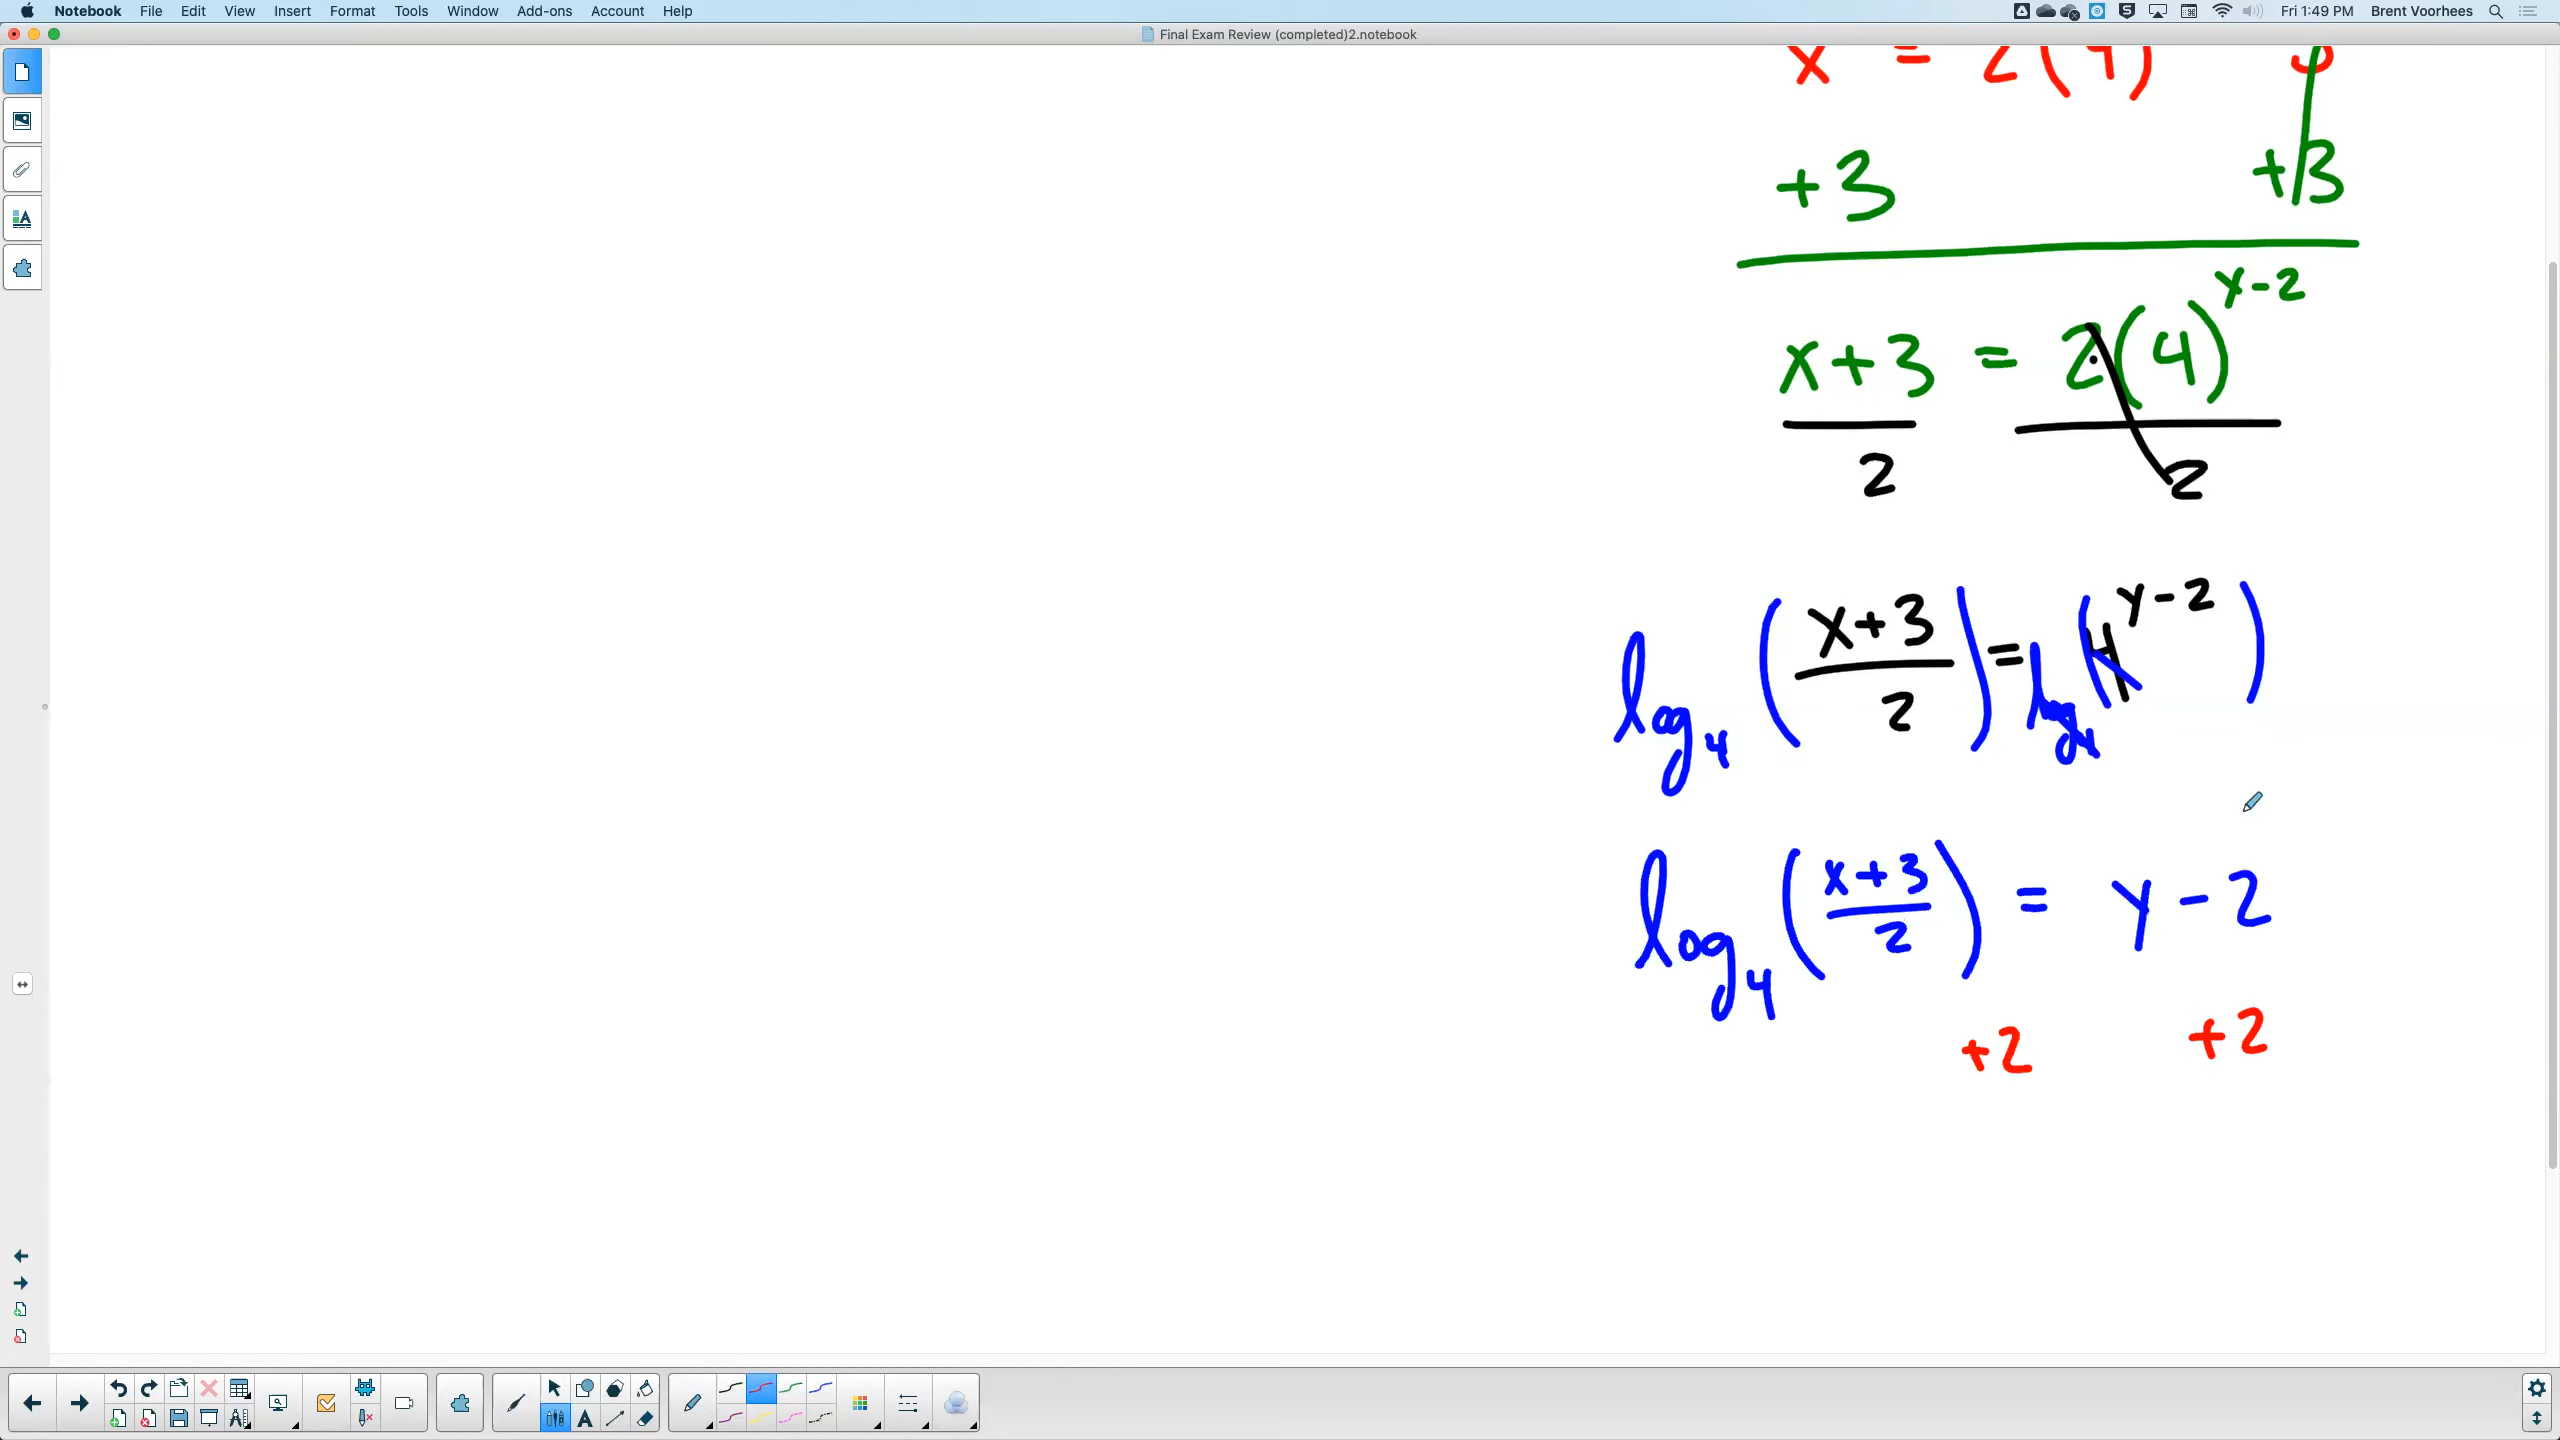 Notebook File Edit View Insert Format Tools Window Add-ons Account Help Fri 1:49 PM Brent Voorhees
Final Exam Review (completed)2.notebook
x = 2(4)
+3 +3
x+3 = 2(4)^x-2
2 2
log4 (x+3/2) = log4 (4^y-2)
log4 (x+3/2) = y-2
+2 +2